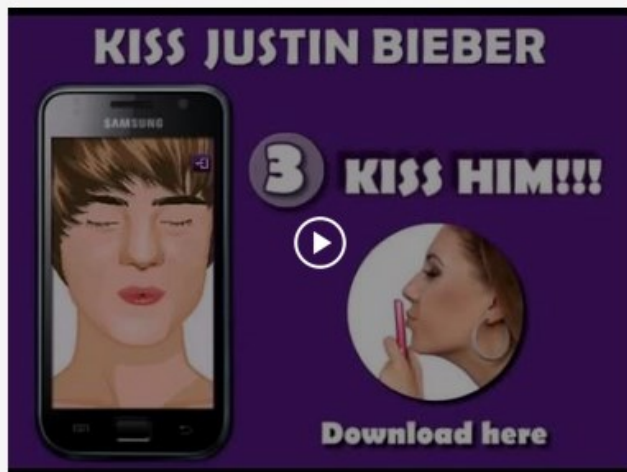 KISS JUSTIN BIEBER
SAMSUNG
3 KISS HIM!!!
Download here